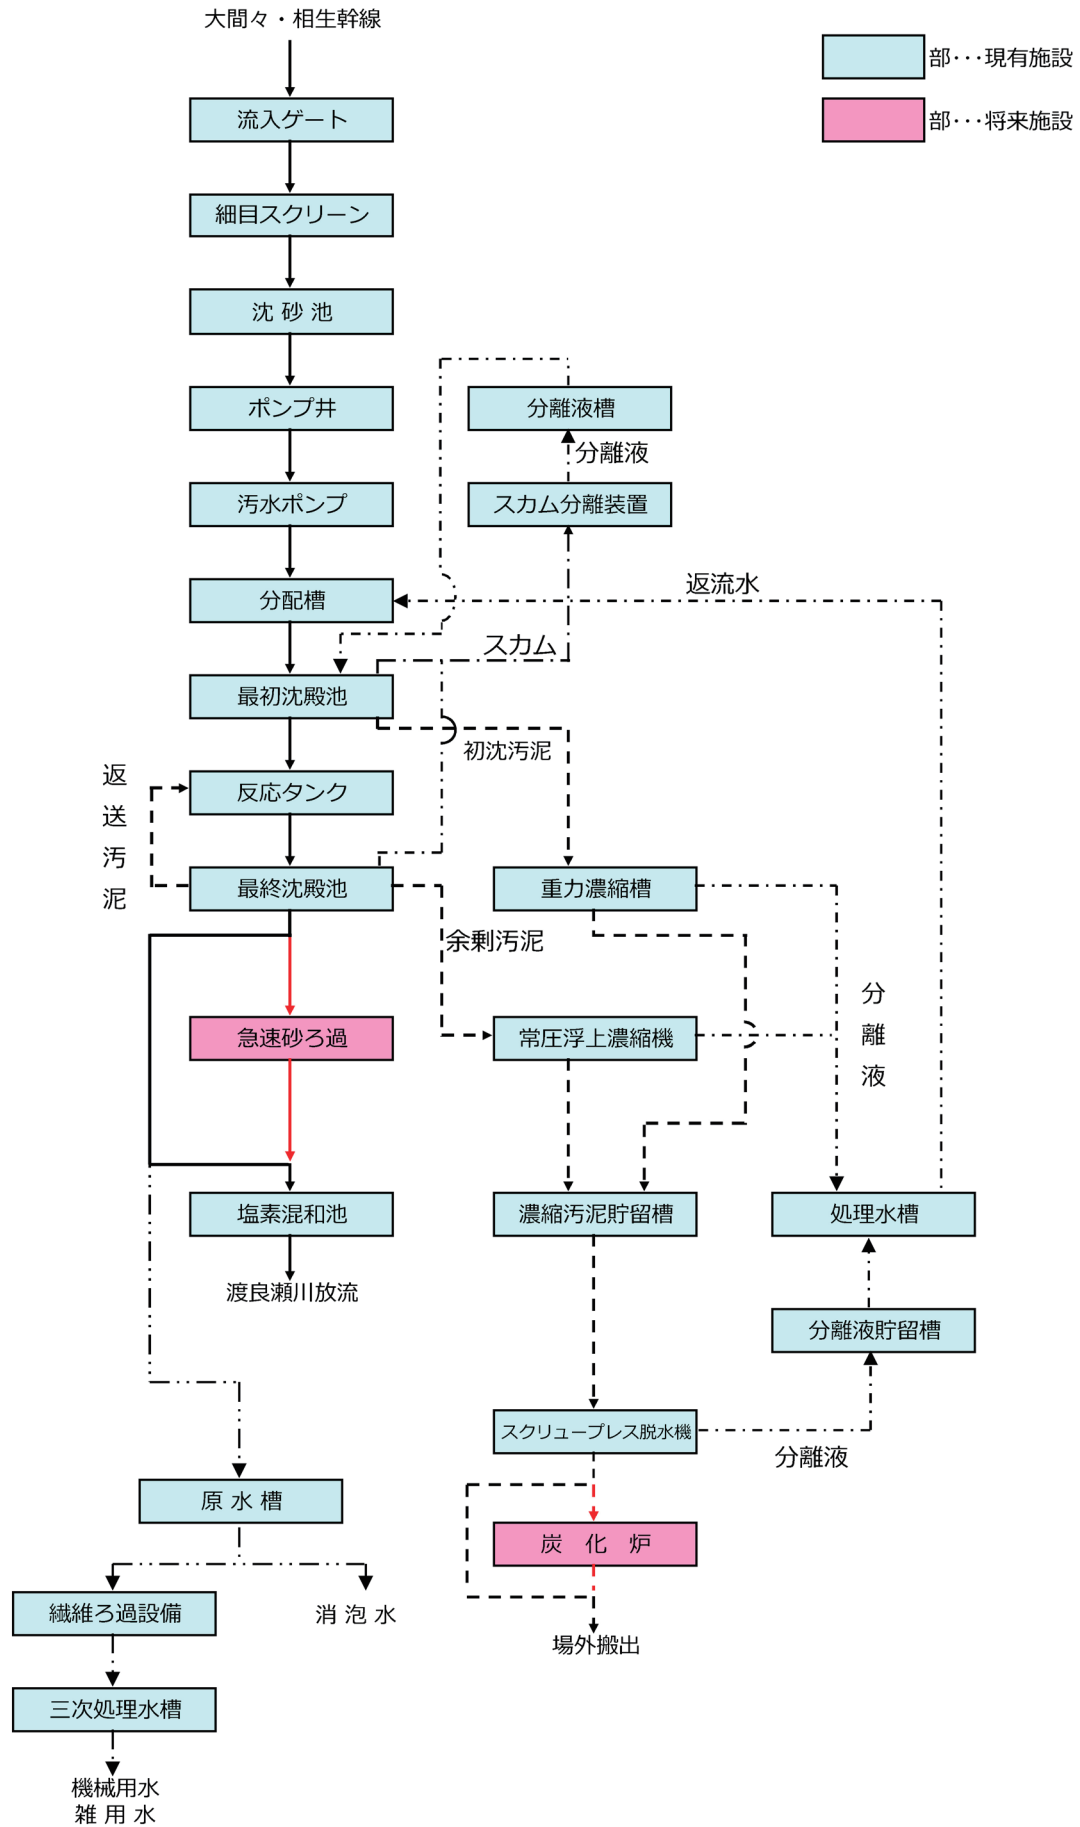 大間々・相生幹線
部･･･現有施設
部･･･将来施設
流入ゲート
細目スクリーン
沈 砂 池
ポンプ井
汚水ポンプ
分配槽
最初沈殿池
反応タンク
最終沈殿池
急速砂ろ過
塩素混和池
渡良瀬川放流
返送汚泥
分離液槽
分離液
スカム分離装置
返流水
スカム
初沈汚泥
重力濃縮槽
余剰汚泥
常圧浮上濃縮機
分離液
濃縮汚泥貯留槽
処理水槽
分離液貯留槽
スクリュープレス脱水機
分離液
炭　化　炉
場外搬出
原 水 槽
繊維ろ過設備
消 泡 水
三次処理水槽
機械用水
雑 用 水